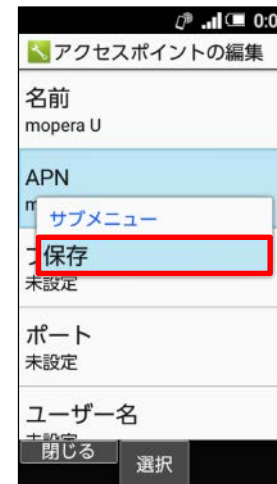 0:0
アクセスポイントの編集
名前
mopera U
APN
m
サブメニュー
保存
未設定
ポート
未設定
ユーザー名
閉じる
選択